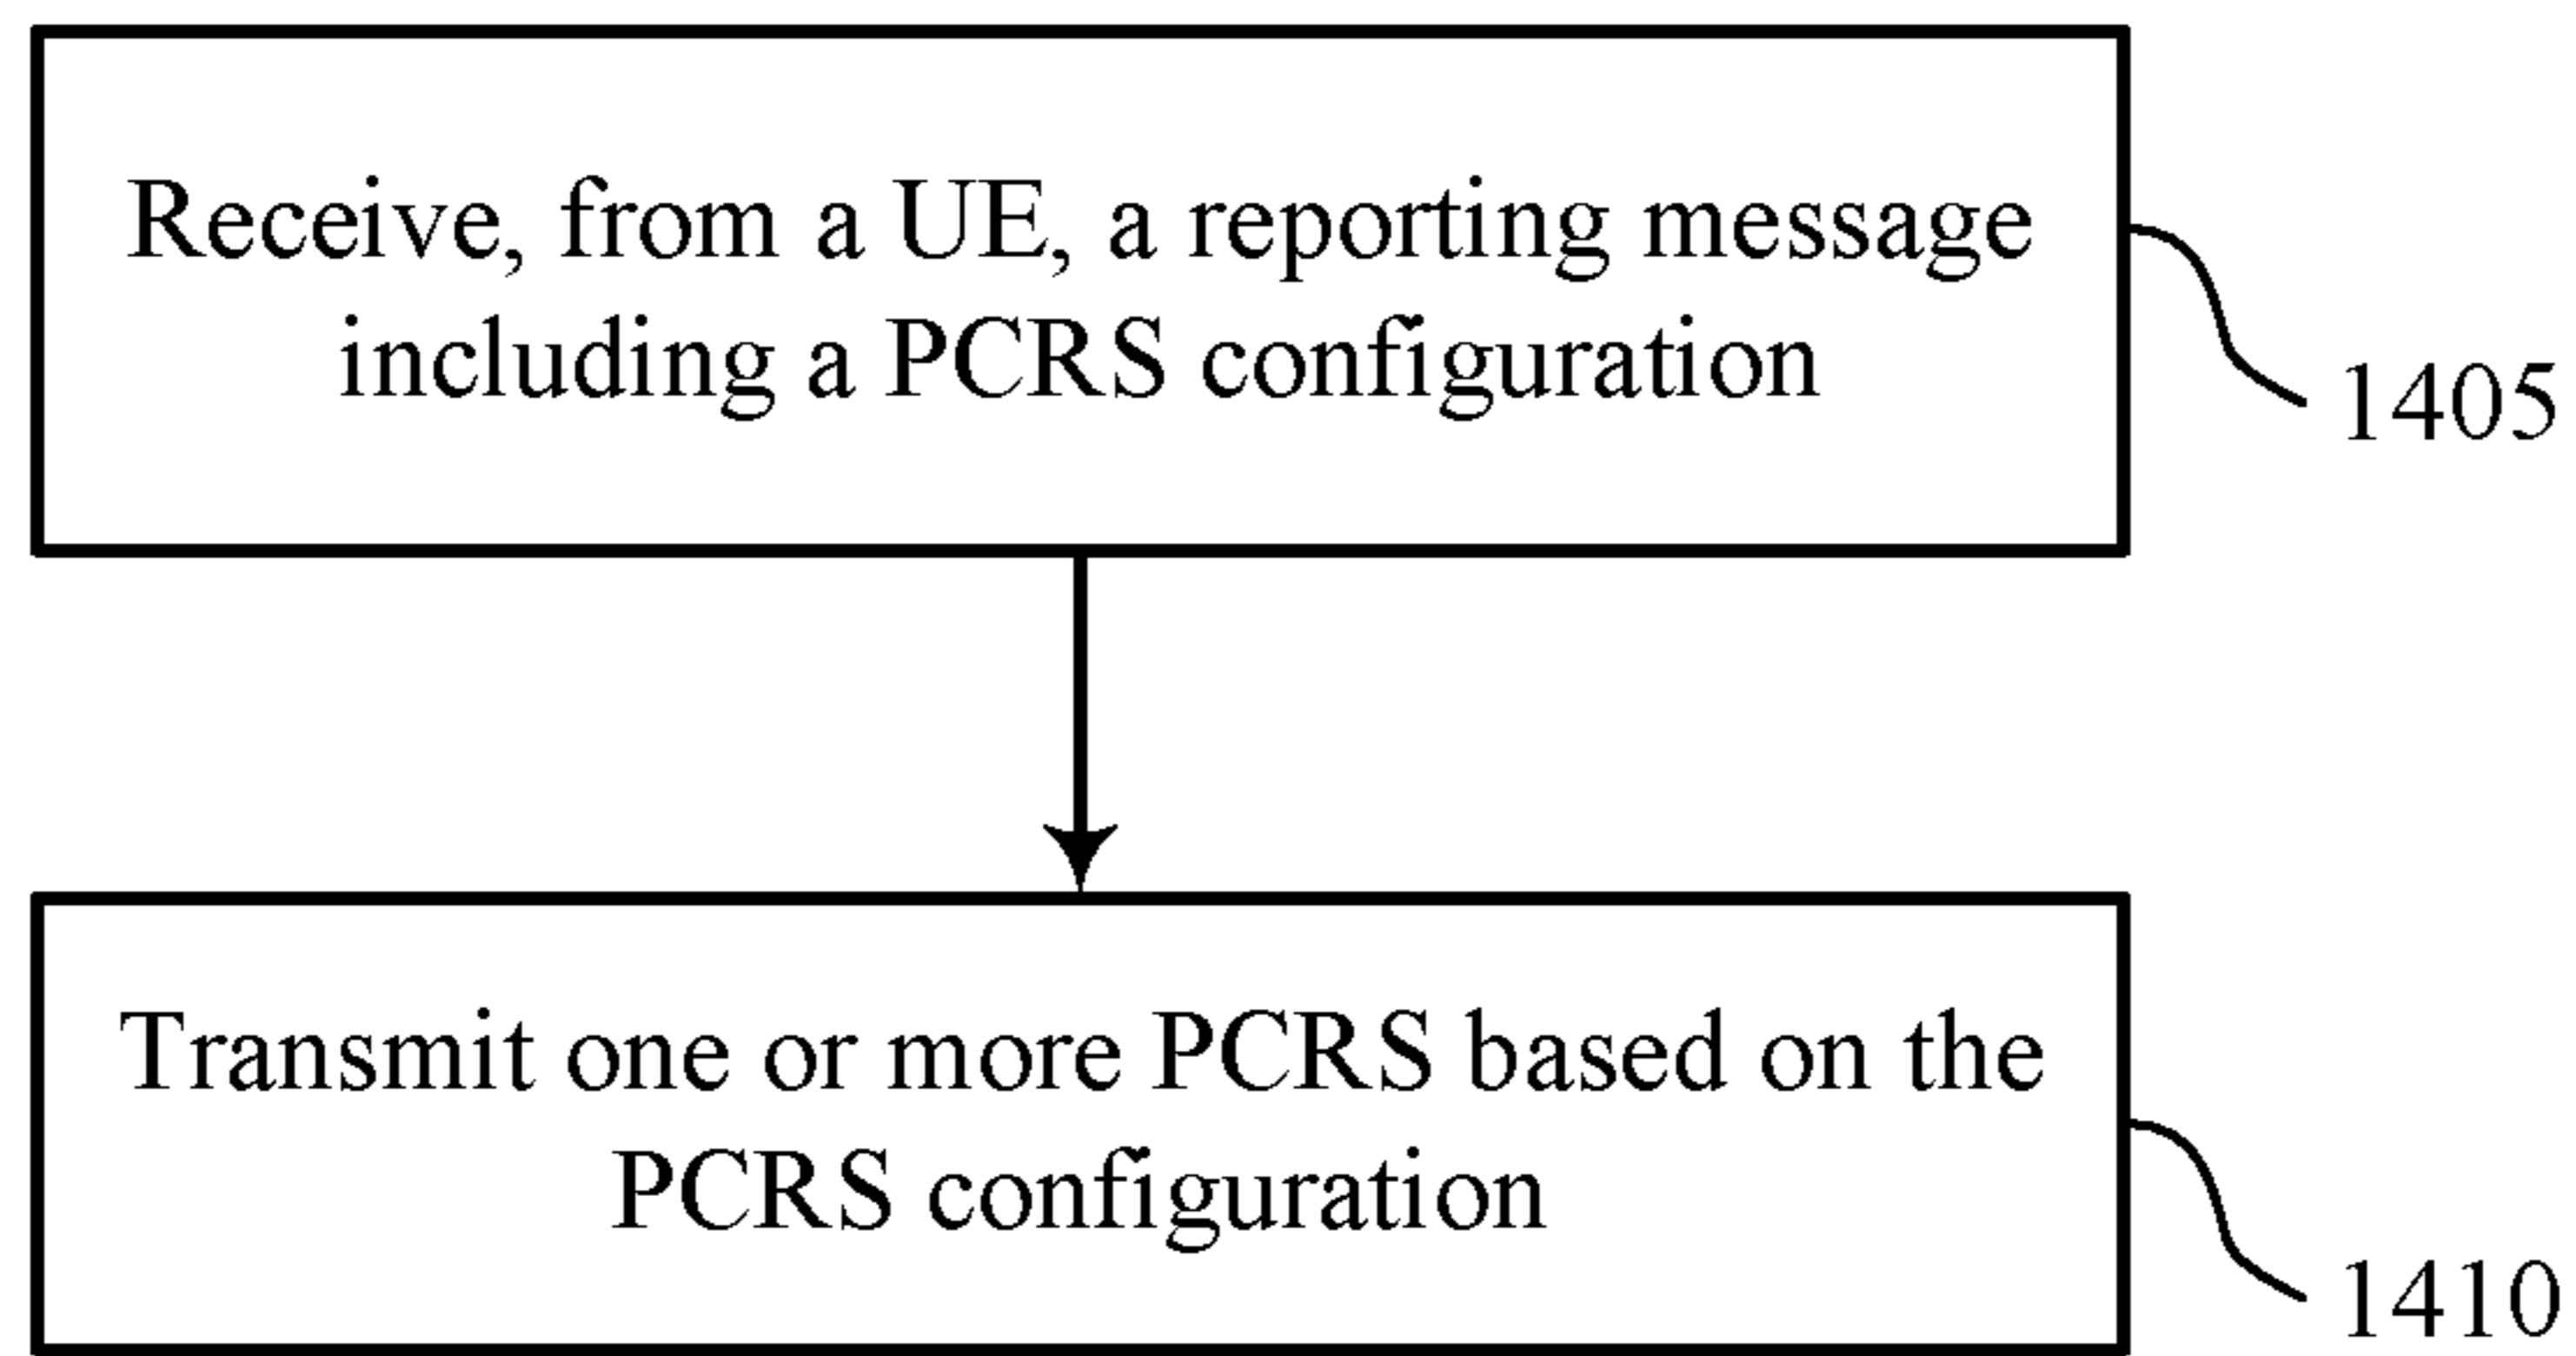 Receive, from a UE, a reporting message
including a PCRS configuration
1405
Transmit one or more PCRS based on the
PCRS configuration
1410